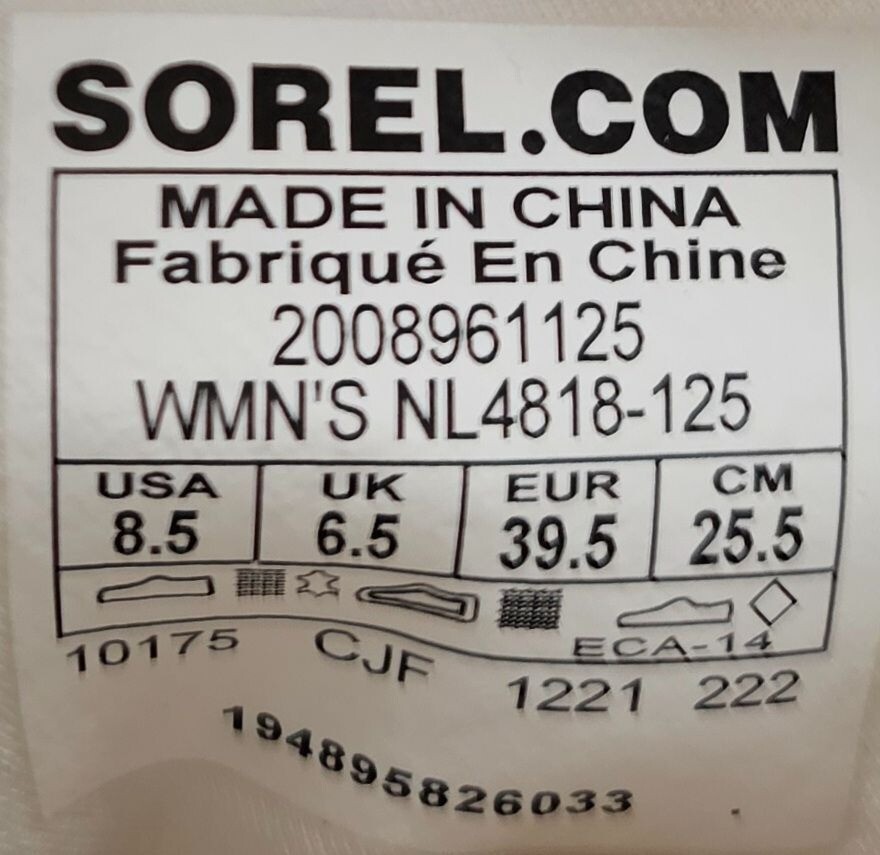 SOREL.COM
MADE IN CHINA
Fabriqué En Chine
2008961125
WMN'S NL4818-125
USA UK EUR CM
8.5 6.5 39.5 25.5
ECA-14
10175 CJF 1221 222
194895826033